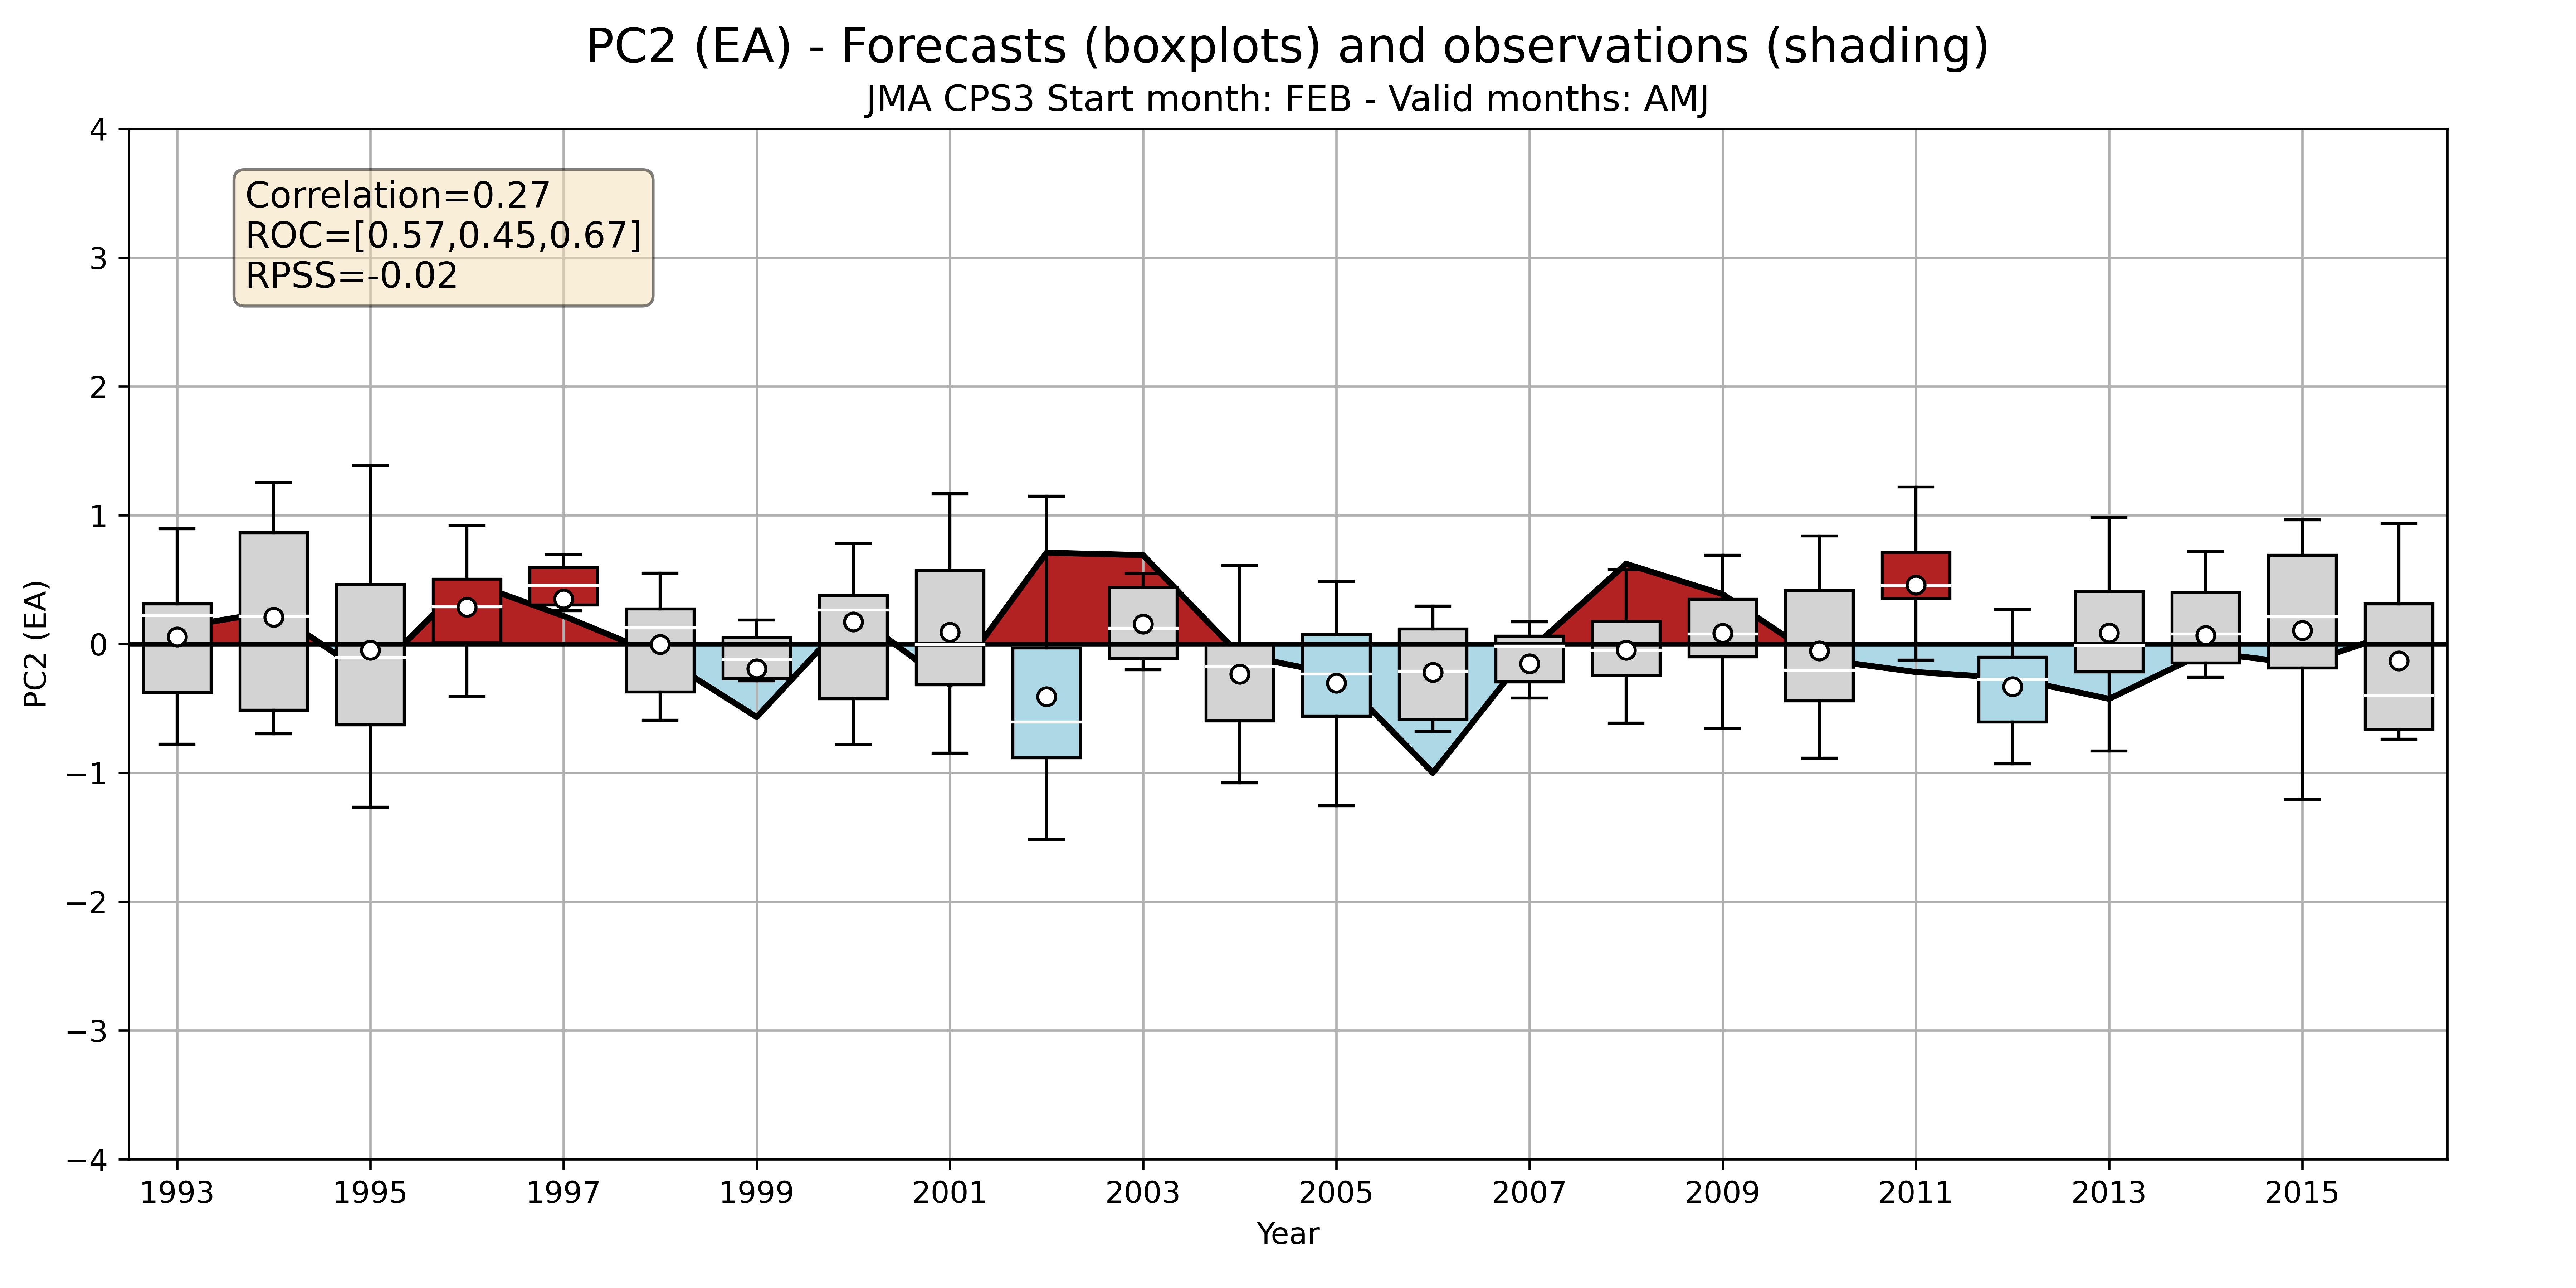 PC2 (EA) - Forecasts (boxplots) and observations (shading)
JMA CPS3 Start month: FEB - Valid months: AMJ
Correlation=0.27
ROC=[0.57,0.45,0.67]
RPSS=-0.02
PC2 (EA)
4
3
2
1
0
−1
−2
−3
−4
1993 1995 1997 1999 2001 2003 2005 2007 2009 2011 2013 2015
Year